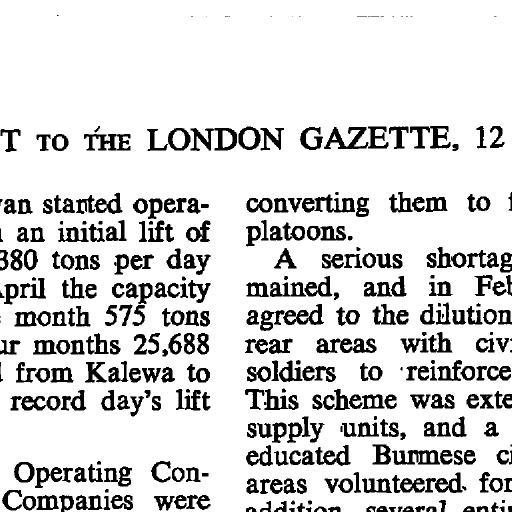 T TO THE LONDON GAZETTE, 12
van started opera-
an initial lift of
380 tons per day
April the capacity
month 575 tons
ur months 25,688
from Kalewa to
record day's lift
Operating Con-
Companies were
converting them to
platoons.
A serious shortag
mained, and in Feb
agreed to the dilution
rear areas with civi
soldiers to reinforce
This scheme was exte
supply units, and a
educated Burmese ci
areas volunteered for
addition, several enti